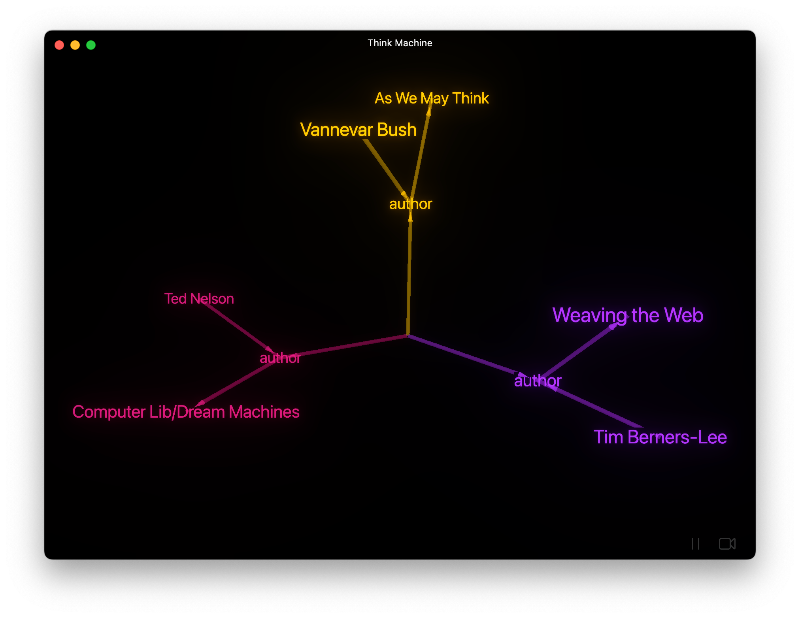 Think Machine
As We May Think
Vannevar Bush
author
Ted Nelson
Weaving the Web
author
author
Computer Lib/Dream Machines
Tim Berners-Lee